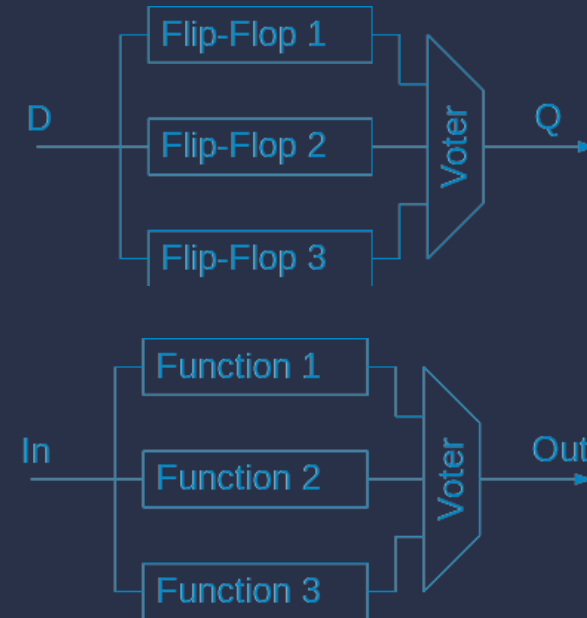 Flip-Flop 1
D
Flip-Flop 2
Voter
Q
Flip-Flop 3
Function 1
In
Function 2
Voter
Out
Function 3